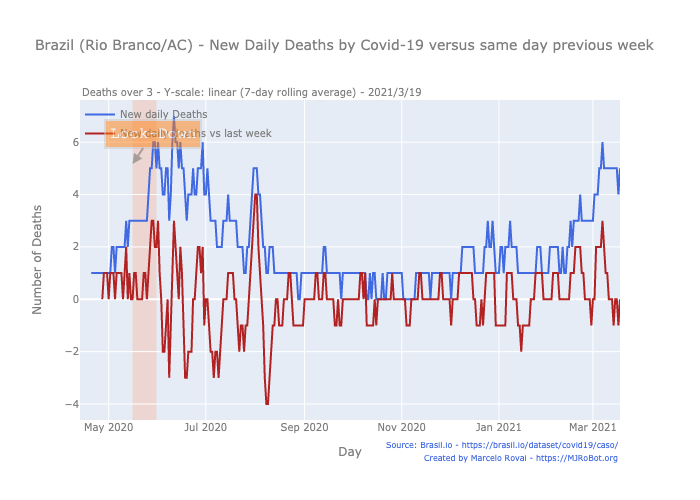 Brazil (Rio Branco/AC) - New Daily Deaths by Covid-19 versus same day previous week
Deaths over 3 - Y-scale: linear (7-day rolling average) - 2021/3/19
New daily Deaths
New daily Deaths vs last week
6
4
2
0
−2
−4
Number of Deaths
May 2020
Jul 2020
Sep 2020
Nov 2020
Jan 2021
Mar 2021
Day
Source: Brasil.io - https://brasil.io/dataset/covid19/caso/
Created by Marcelo Rovai - https://MJRoBot.org